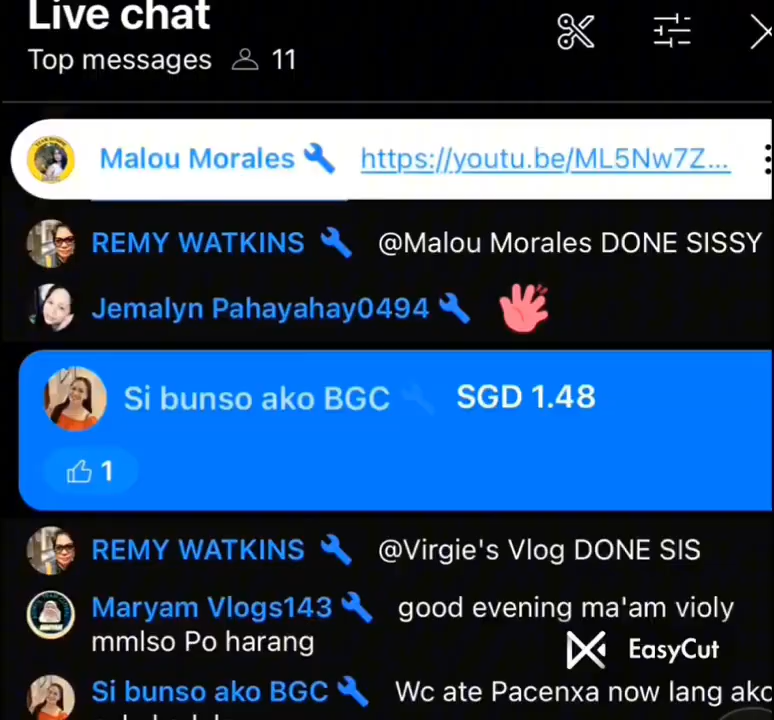 Live chat
Top messages 11
Malou Morales https://youtu.be/ML5Nw7Z...
REMY WATKINS @Malou Morales DONE SISSY
Jemalyn Pahayahay0494
Si bunso ako BGC SGD 1.48
1
REMY WATKINS @Virgie's Vlog DONE SIS
Maryam Vlogs143 good evening ma'am violy
mmlso Po harang
EasyCut
Si bunso ako BGC Wc ate Pacenxa now lang ako